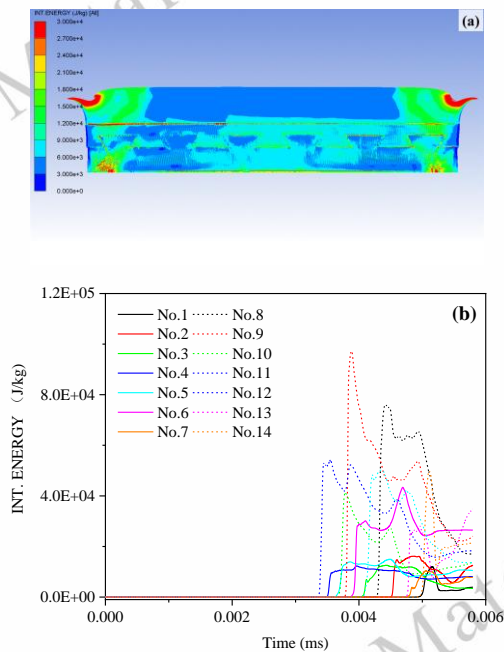 INT. ENERGY (J/kg) [All]
(a)
3.000e+4
2.700e+4
2.400e+4
2.100e+4
1.800e+4
1.500e+4
1.200e+4
9.000e+3
6.000e+3
3.000e+3
0.000e+0
(b)
1.2E+05
8.0E+04
4.0E+04
0.0E+00
INT. ENERGY (J/kg)
No.1 No.8
No.2 No.9
No.3 No.10
No.4 No.11
No.5 No.12
No.6 No.13
No.7 No.14
0.000 0.002 0.004 0.006
Time (ms)
Mat